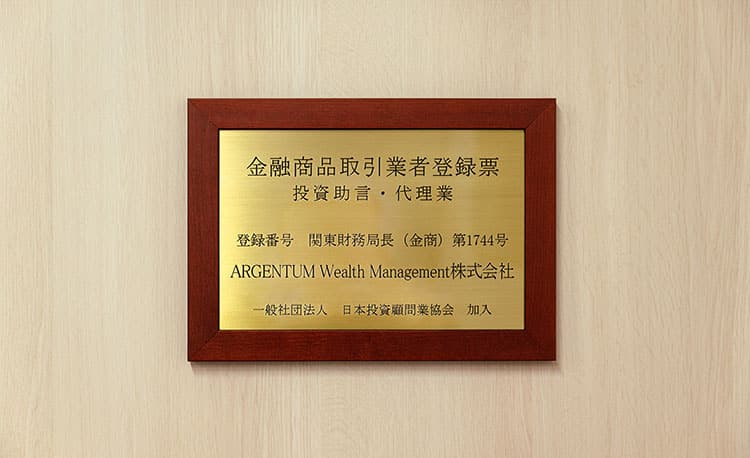 金融商品取引業者登録票
投資助言・代理業
登録番号　関東財務局長（金商）第1744号
ARGENTUM Wealth Management株式会社
一般社団法人　日本投資顧問業協会　加入